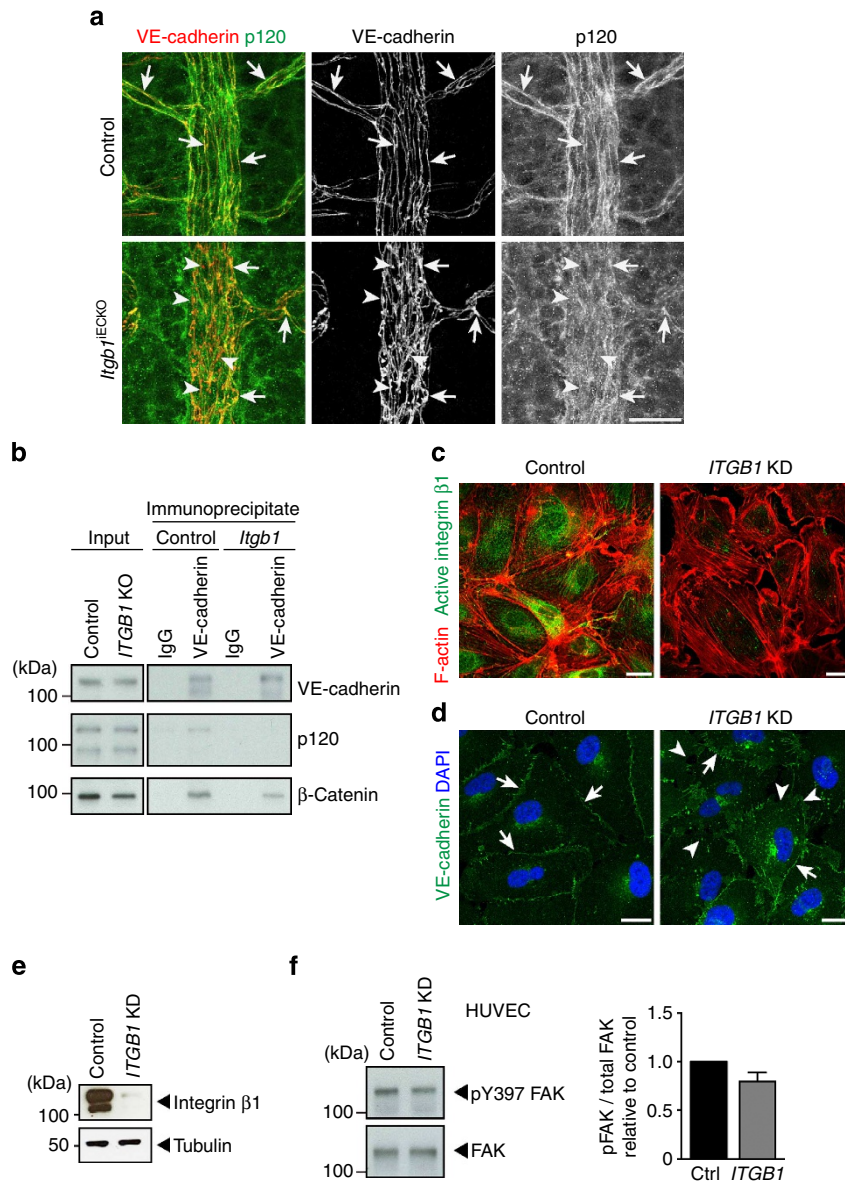 a
VE-cadherin p120
VE-cadherin
p120
Control
Itgb1iECKO
b
Immunoprecipitate
Input
Control
Itgb1
Control
ITGB1 KO
IgG
VE-cadherin
IgG
VE-cadherin
(kDa)
100
VE-cadherin
100
p120
100
β-Catenin
c
Control
ITGB1 KD
F-actin Active integrin β1
d
Control
ITGB1 KD
VE-cadherin DAPI
e
Control
ITGB1 KD
(kDa)
100
Integrin β1
50
Tubulin
f
Control
ITGB1 KD
HUVEC
(kDa)
100
pY397 FAK
100
FAK
pFAK / total FAK
relative to control
1.5
1.0
0.5
0
Ctrl ITGB1